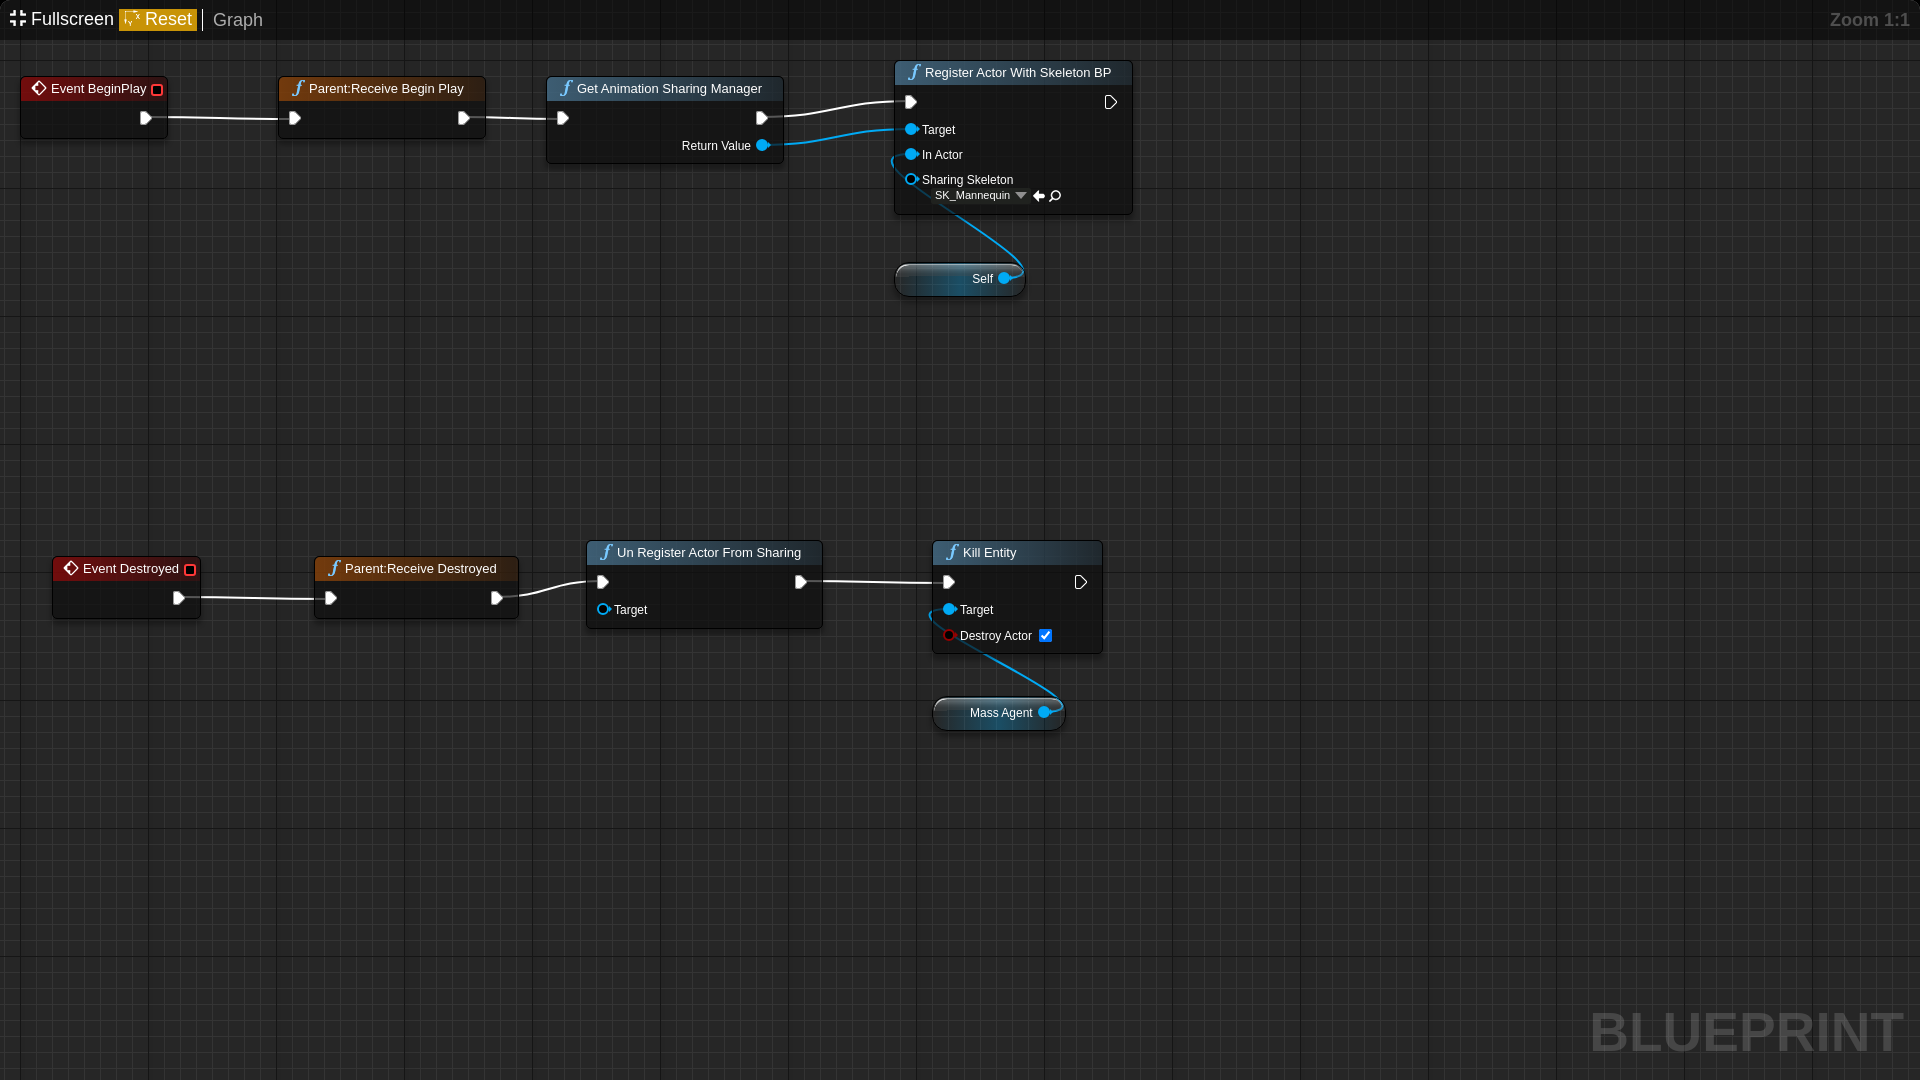 Fullscreen Reset Graph Zoom 1:1
Event BeginPlay
Parent:Receive Begin Play
Get Animation Sharing Manager
Return Value
Register Actor With Skeleton BP
Target
In Actor
Sharing Skeleton
SK_Mannequin
Self
Event Destroyed
Parent:Receive Destroyed
Un Register Actor From Sharing
Target
Kill Entity
Target
Destroy Actor
Mass Agent
BLUEPRINT